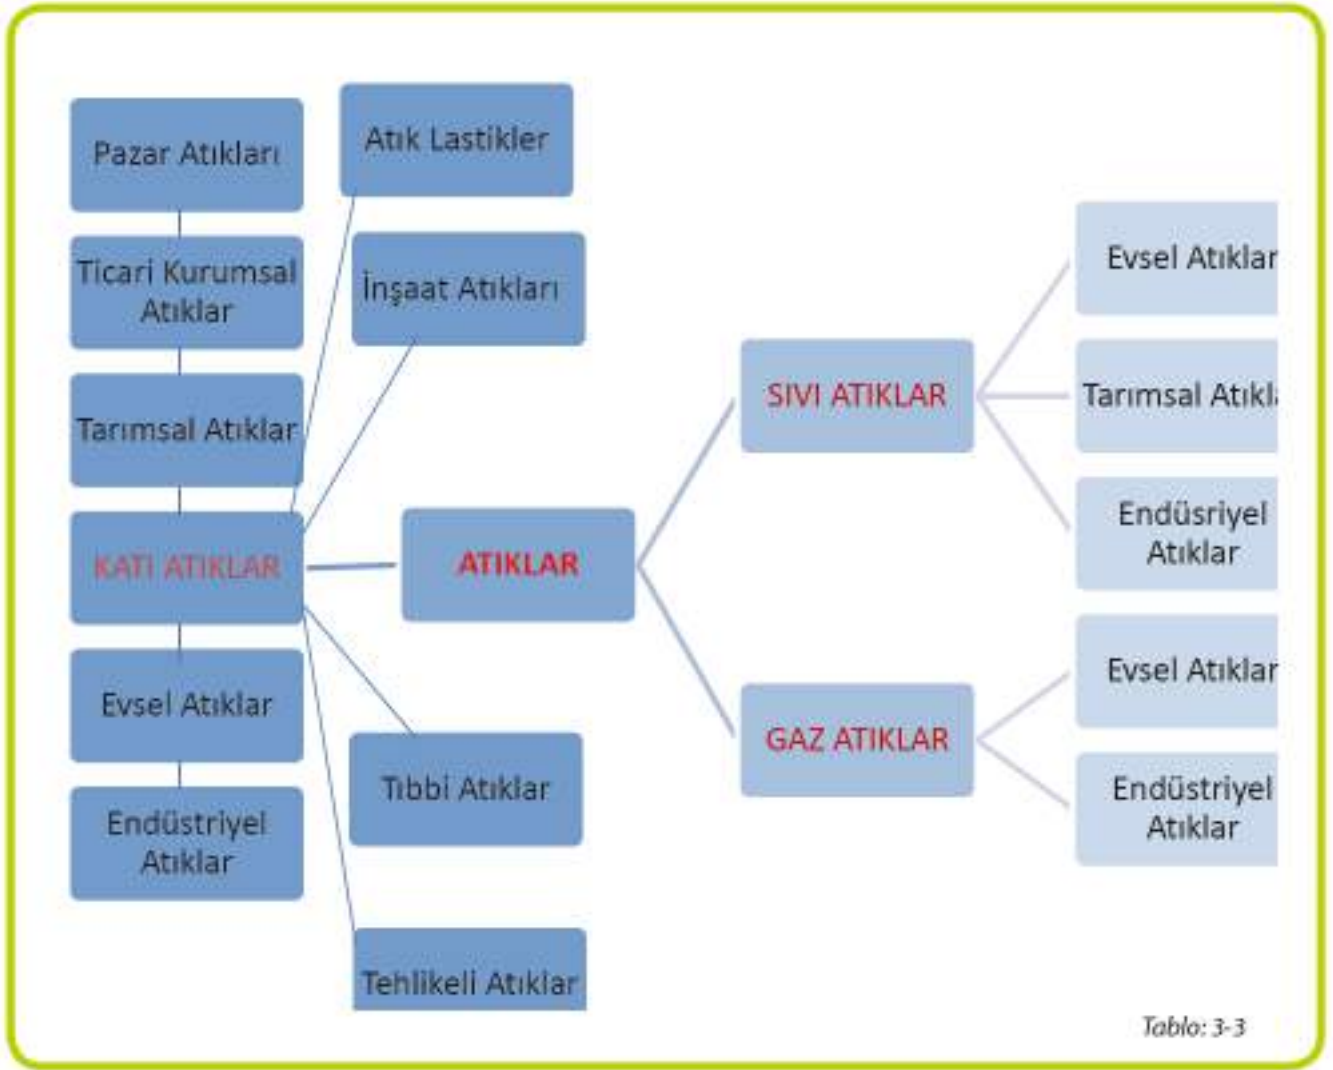 Pazar Atıkları
Atık Lastikler
Ticari Kurumsal
Atıklar
İnşaat Atıkları
Tarımsal Atıklar
KATI ATIKLAR
ATIKLAR
Evsel Atıklar
Endüstriyel
Atıklar
Tıbbi Atıklar
Tehlikeli Atıklar
SIVI ATIKLAR
Evsel Atıklar
Tarımsal Atıkla
Endüsriyel
Atıklar
GAZ ATIKLAR
Evsel Atıklar
Endüstriyel
Atıklar
Tablo: 3-3